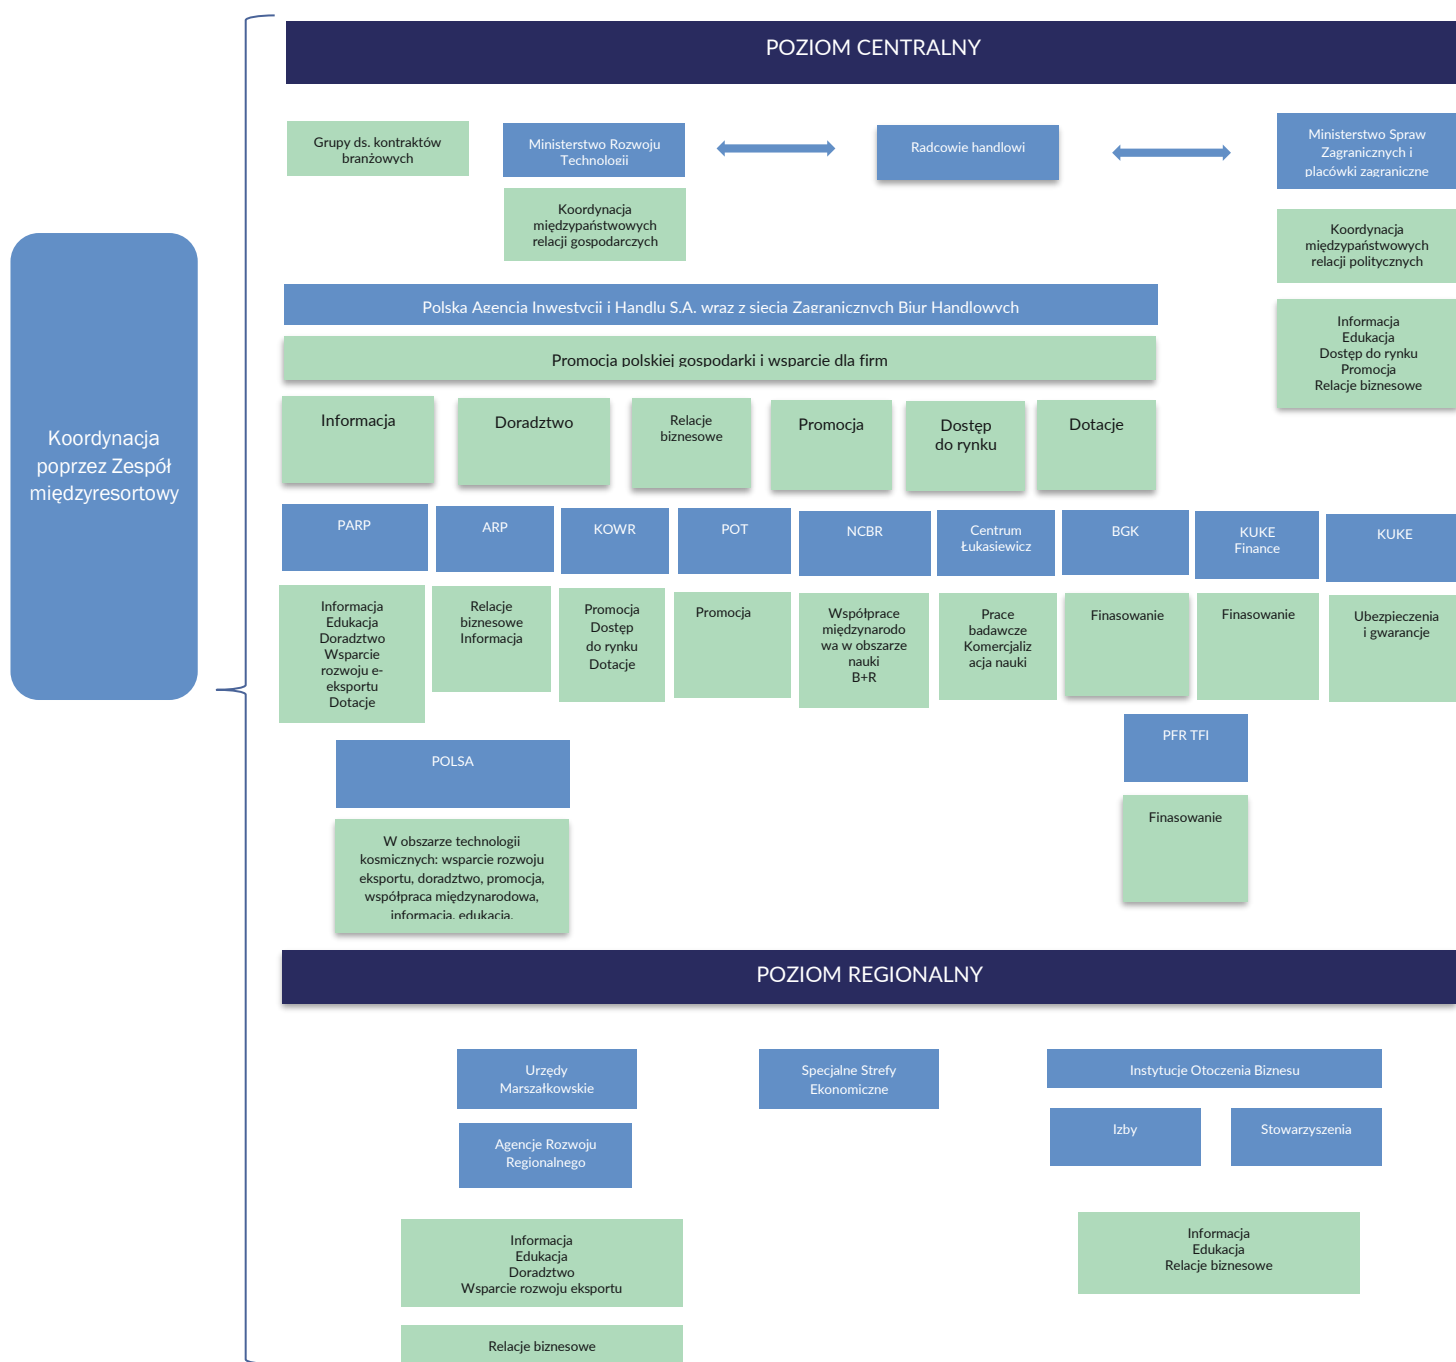 POZIOM CENTRALNY
Grupy ds. kontraktów
branżowych
Ministerstwo Rozwoju
Technologii
Radcowie handlowi
Ministerstwo Spraw
Zagranicznych i
placówki zagraniczne
Koordynacja
międzypaństwowych
relacji gospodarczych
Koordynacja
międzypaństwowych
relacji politycznych
Koordynacja
poprzez Zespół
międzyresortowy
Polska Agencja Inwestycji i Handlu S.A. wraz z siecią Zagranicznych Biur Handlowych
Promocja polskiej gospodarki i wsparcie dla firm
Informacja
Edukacja
Dostęp do rynku
Promocja
Relacje biznesowe
Informacja
Doradztwo
Relacje
biznesowe
Promocja
Dostęp
do rynku
Dotacje
PARP
ARP
KOWR
POT
NCBR
Centrum
Łukasiewicz
BGK
KUKE
Finance
KUKE
Informacja
Edukacja
Doradztwo
Wsparcie
rozwoju e-
eksportu
Dotacje
Relacje
biznesowe
Informacja
Promocja
Dostęp
do rynku
Dotacje
Promocja
Współprace
międzynarodo
wa w obszarze
nauki
B+R
Prace
badawcze
Komercjaliz
acja nauki
Finasowanie
Finasowanie
Ubezpieczenia
i gwarancje
POLSA
PFR TFI
W obszarze technologii
kosmicznych: wsparcie rozwoju
eksportu, doradztwo, promocja,
współpraca międzynarodowa,
informacja, edukacja.
Finasowanie
POZIOM REGIONALNY
Urzędy
Marszałkowskie
Specjalne Strefy
Ekonomiczne
Instytucje Otoczenia Biznesu
Agencje Rozwoju
Regionalnego
Izby
Stowarzyszenia
Informacja
Edukacja
Doradztwo
Wsparcie rozwoju eksportu
Informacja
Edukacja
Relacje biznesowe
Relacje biznesowe